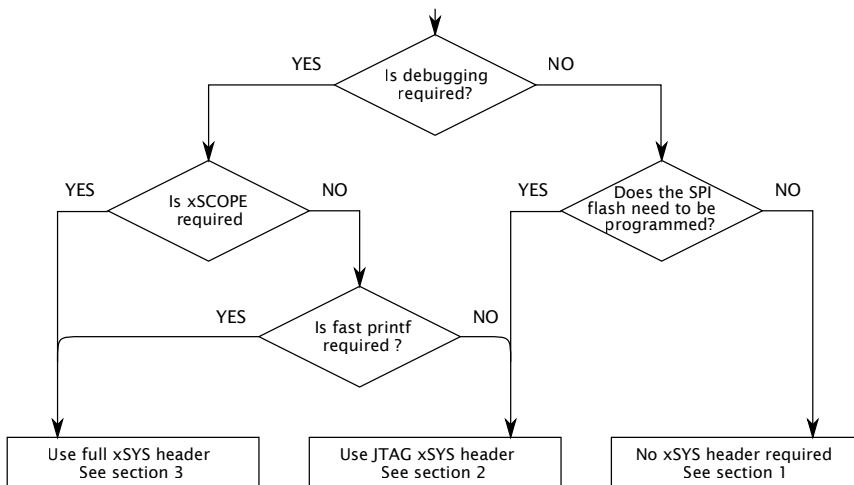 YES
Is debugging
required?
NO
YES
Is xSCOPE
required
NO
YES
Does the SPI
flash need to be
programmed?
NO
YES
Is fast printf
required ?
NO
Use full xSYS header
See section 3
Use JTAG xSYS header
See section 2
No xSYS header required
See section 1